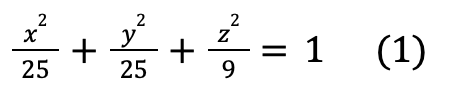 x²/25 + y²/25 + z²/9 = 1 (1)